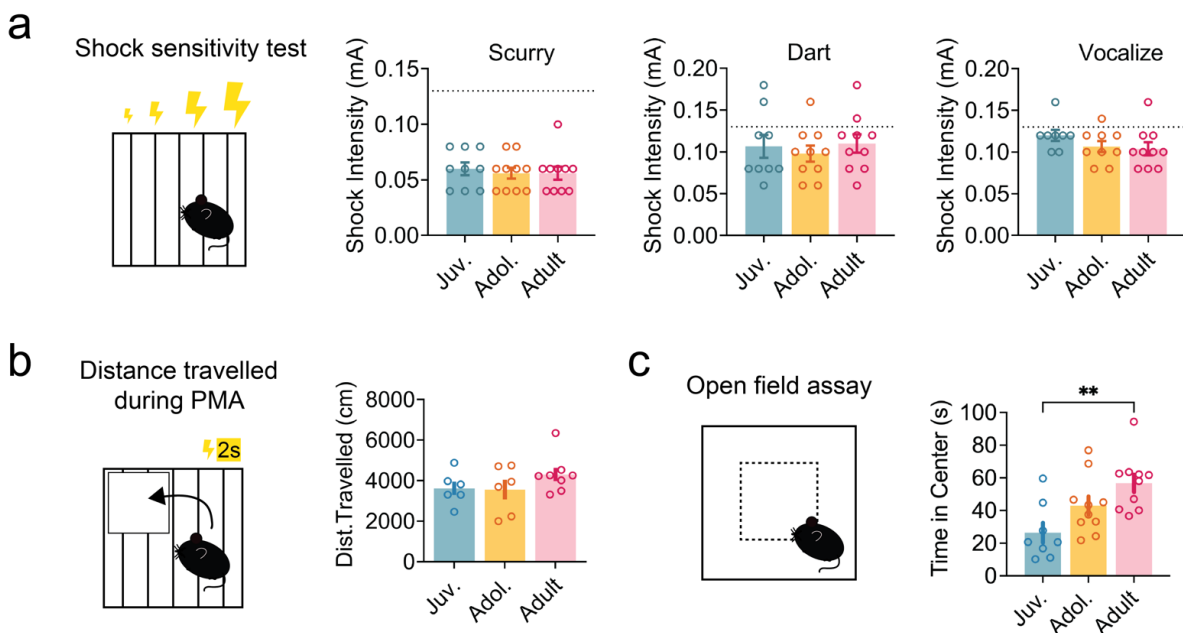 a
Shock sensitivity test
Scurry
Shock Intensity (mA)
0.15
0.10
0.05
0.00
Juv.
Adol.
Adult
Dart
Shock Intensity (mA)
0.20
0.15
0.10
0.05
0.00
Juv.
Adol.
Adult
Vocalize
Shock Intensity (mA)
0.20
0.15
0.10
0.05
0.00
Juv.
Adol.
Adult
b
Distance travelled
during PMA
2s
Dist.Travelled (cm)
8000
6000
4000
2000
0
Juv.
Adol.
Adult
c
Open field assay
**
Time in Center (s)
100
80
60
40
20
0
Juv.
Adol.
Adult